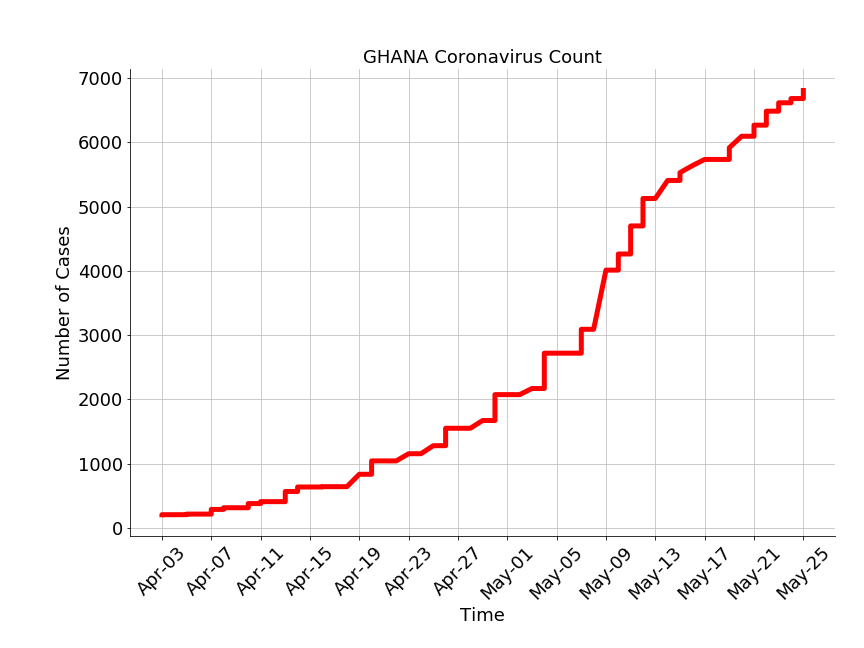 GHANA Coronavirus Count
7000
6000
5000
4000
3000
2000
1000
0
Number of Cases
Apr-03
Apr-07
Apr-11
Apr-15
Apr-19
Apr-23
Apr-27
May-01
May-05
May-09
May-13
May-17
May-21
May-25
Time